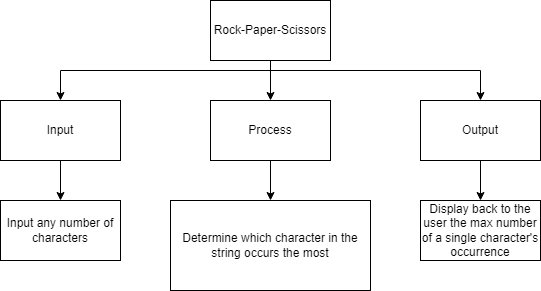 Rock-Paper-Scissors
Input
Process
Output
Input any number of
characters
Determine which character in the
string occurs the most
Display back to the
user the max number
of a single character's
occurrence